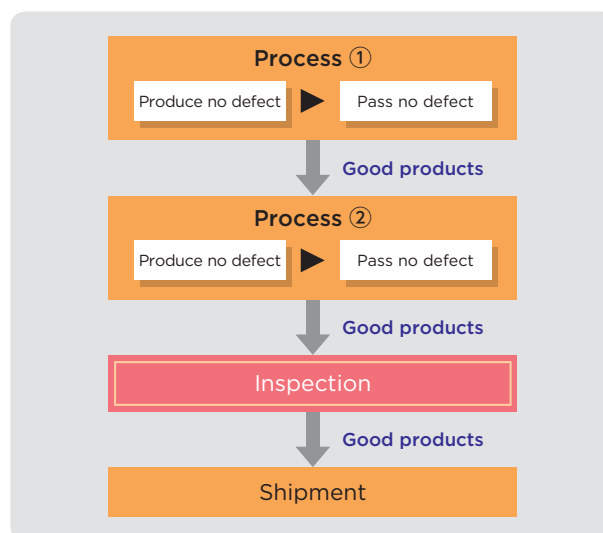 Process ①
Produce no defect
Pass no defect
Good products
Process ②
Produce no defect
Pass no defect
Good products
Inspection
Good products
Shipment